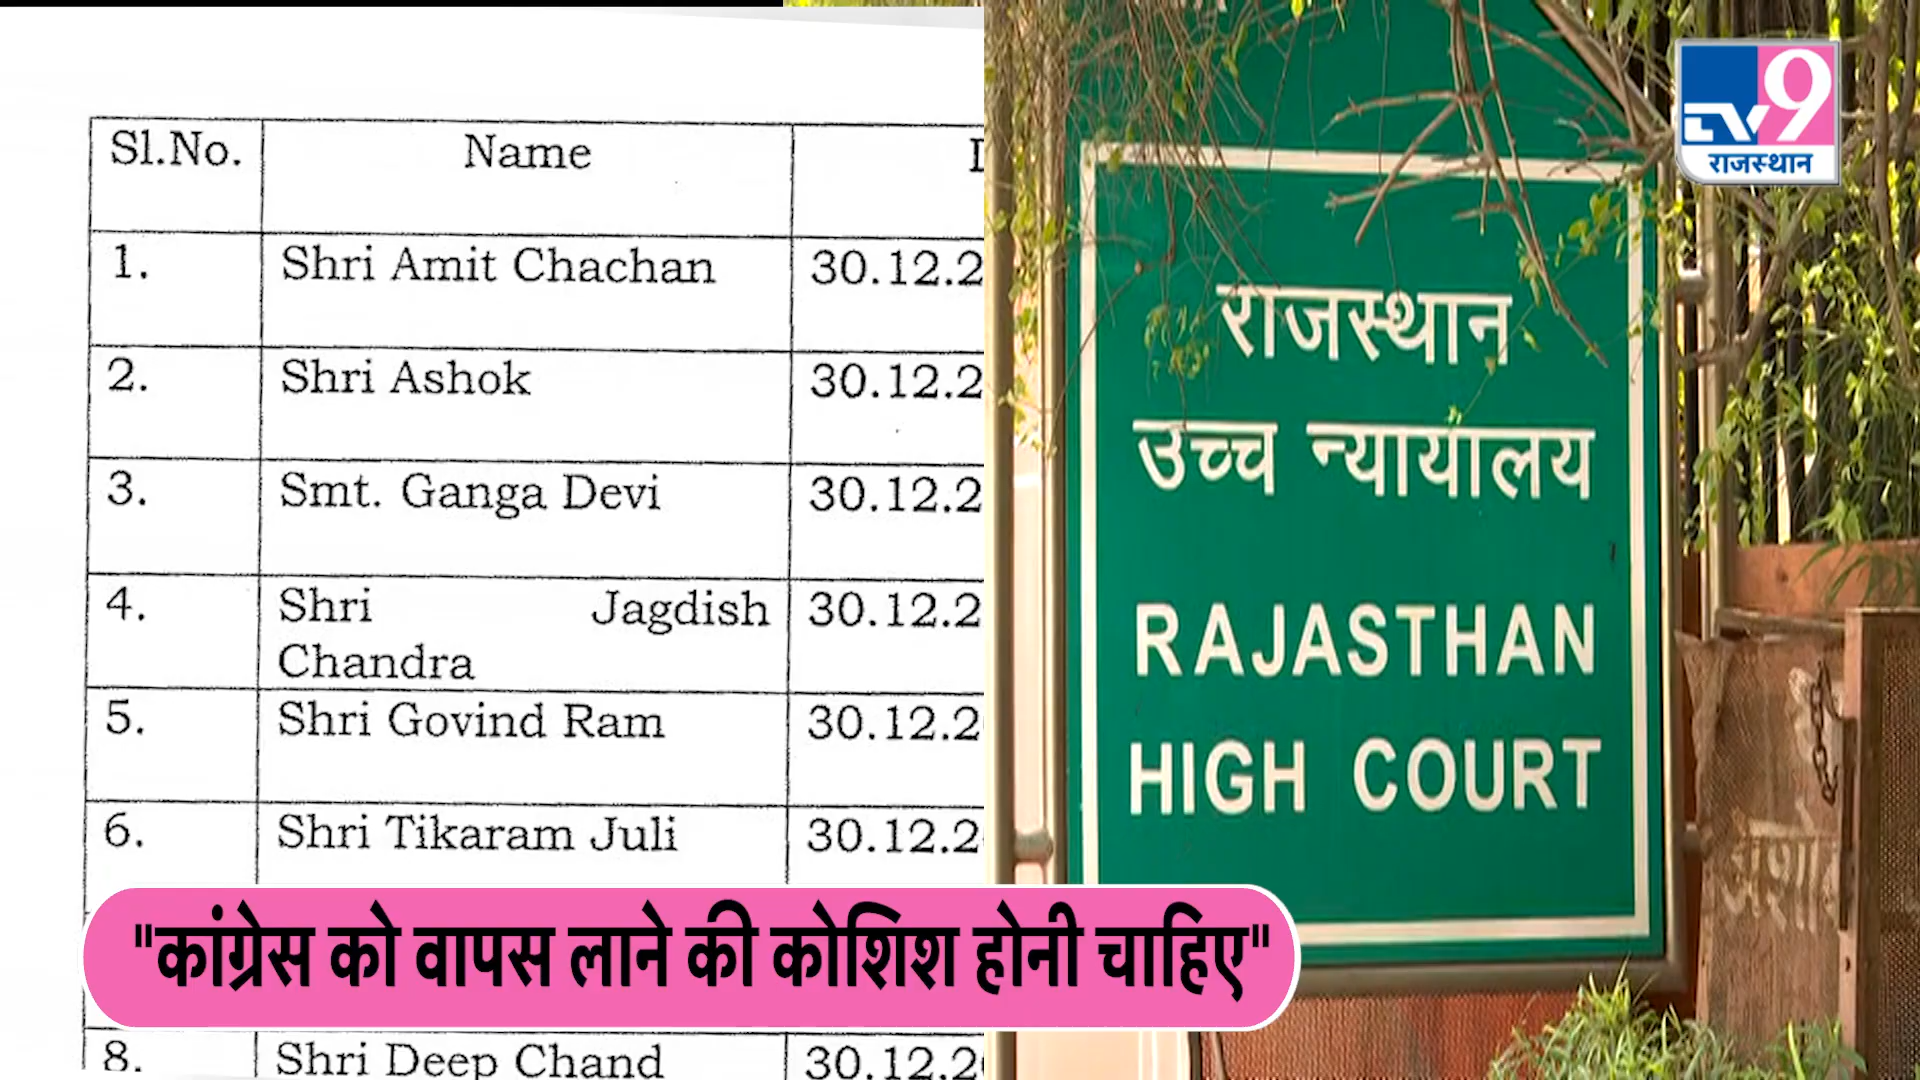 Sl.No. Name
1. Shri Amit Chachan 30.12.2
2. Shri Ashok 30.12.2
3. Smt. Ganga Devi 30.12.2
4. Shri Jagdish 30.12.2
Chandra
5. Shri Govind Ram 30.12.2
6. Shri Tikaram Juli 30.12.2
8. Shri Deep Chand 30.12.20
"कांग्रेस को वापस लाने की कोशिश होनी चाहिए"
TV9
राजस्थान
राजस्थान
उच्च न्यायालय
RAJASTHAN
HIGH COURT